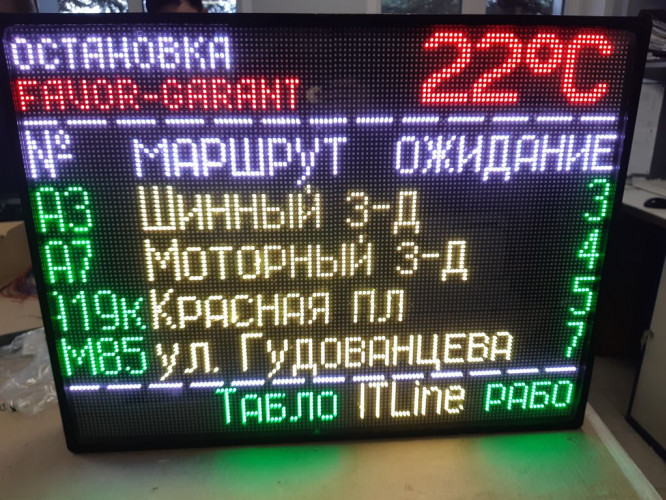 ОСТАНОВКА
FAVOR-GARANT
22°C
№ МАРШРУТ ОЖИДАНИЕ
А3 Шинный з-д 3
А7 Моторный з-д 4
119к Красная пл 5
М85 ул. Гудованцева 7
Табло ITLine рабо